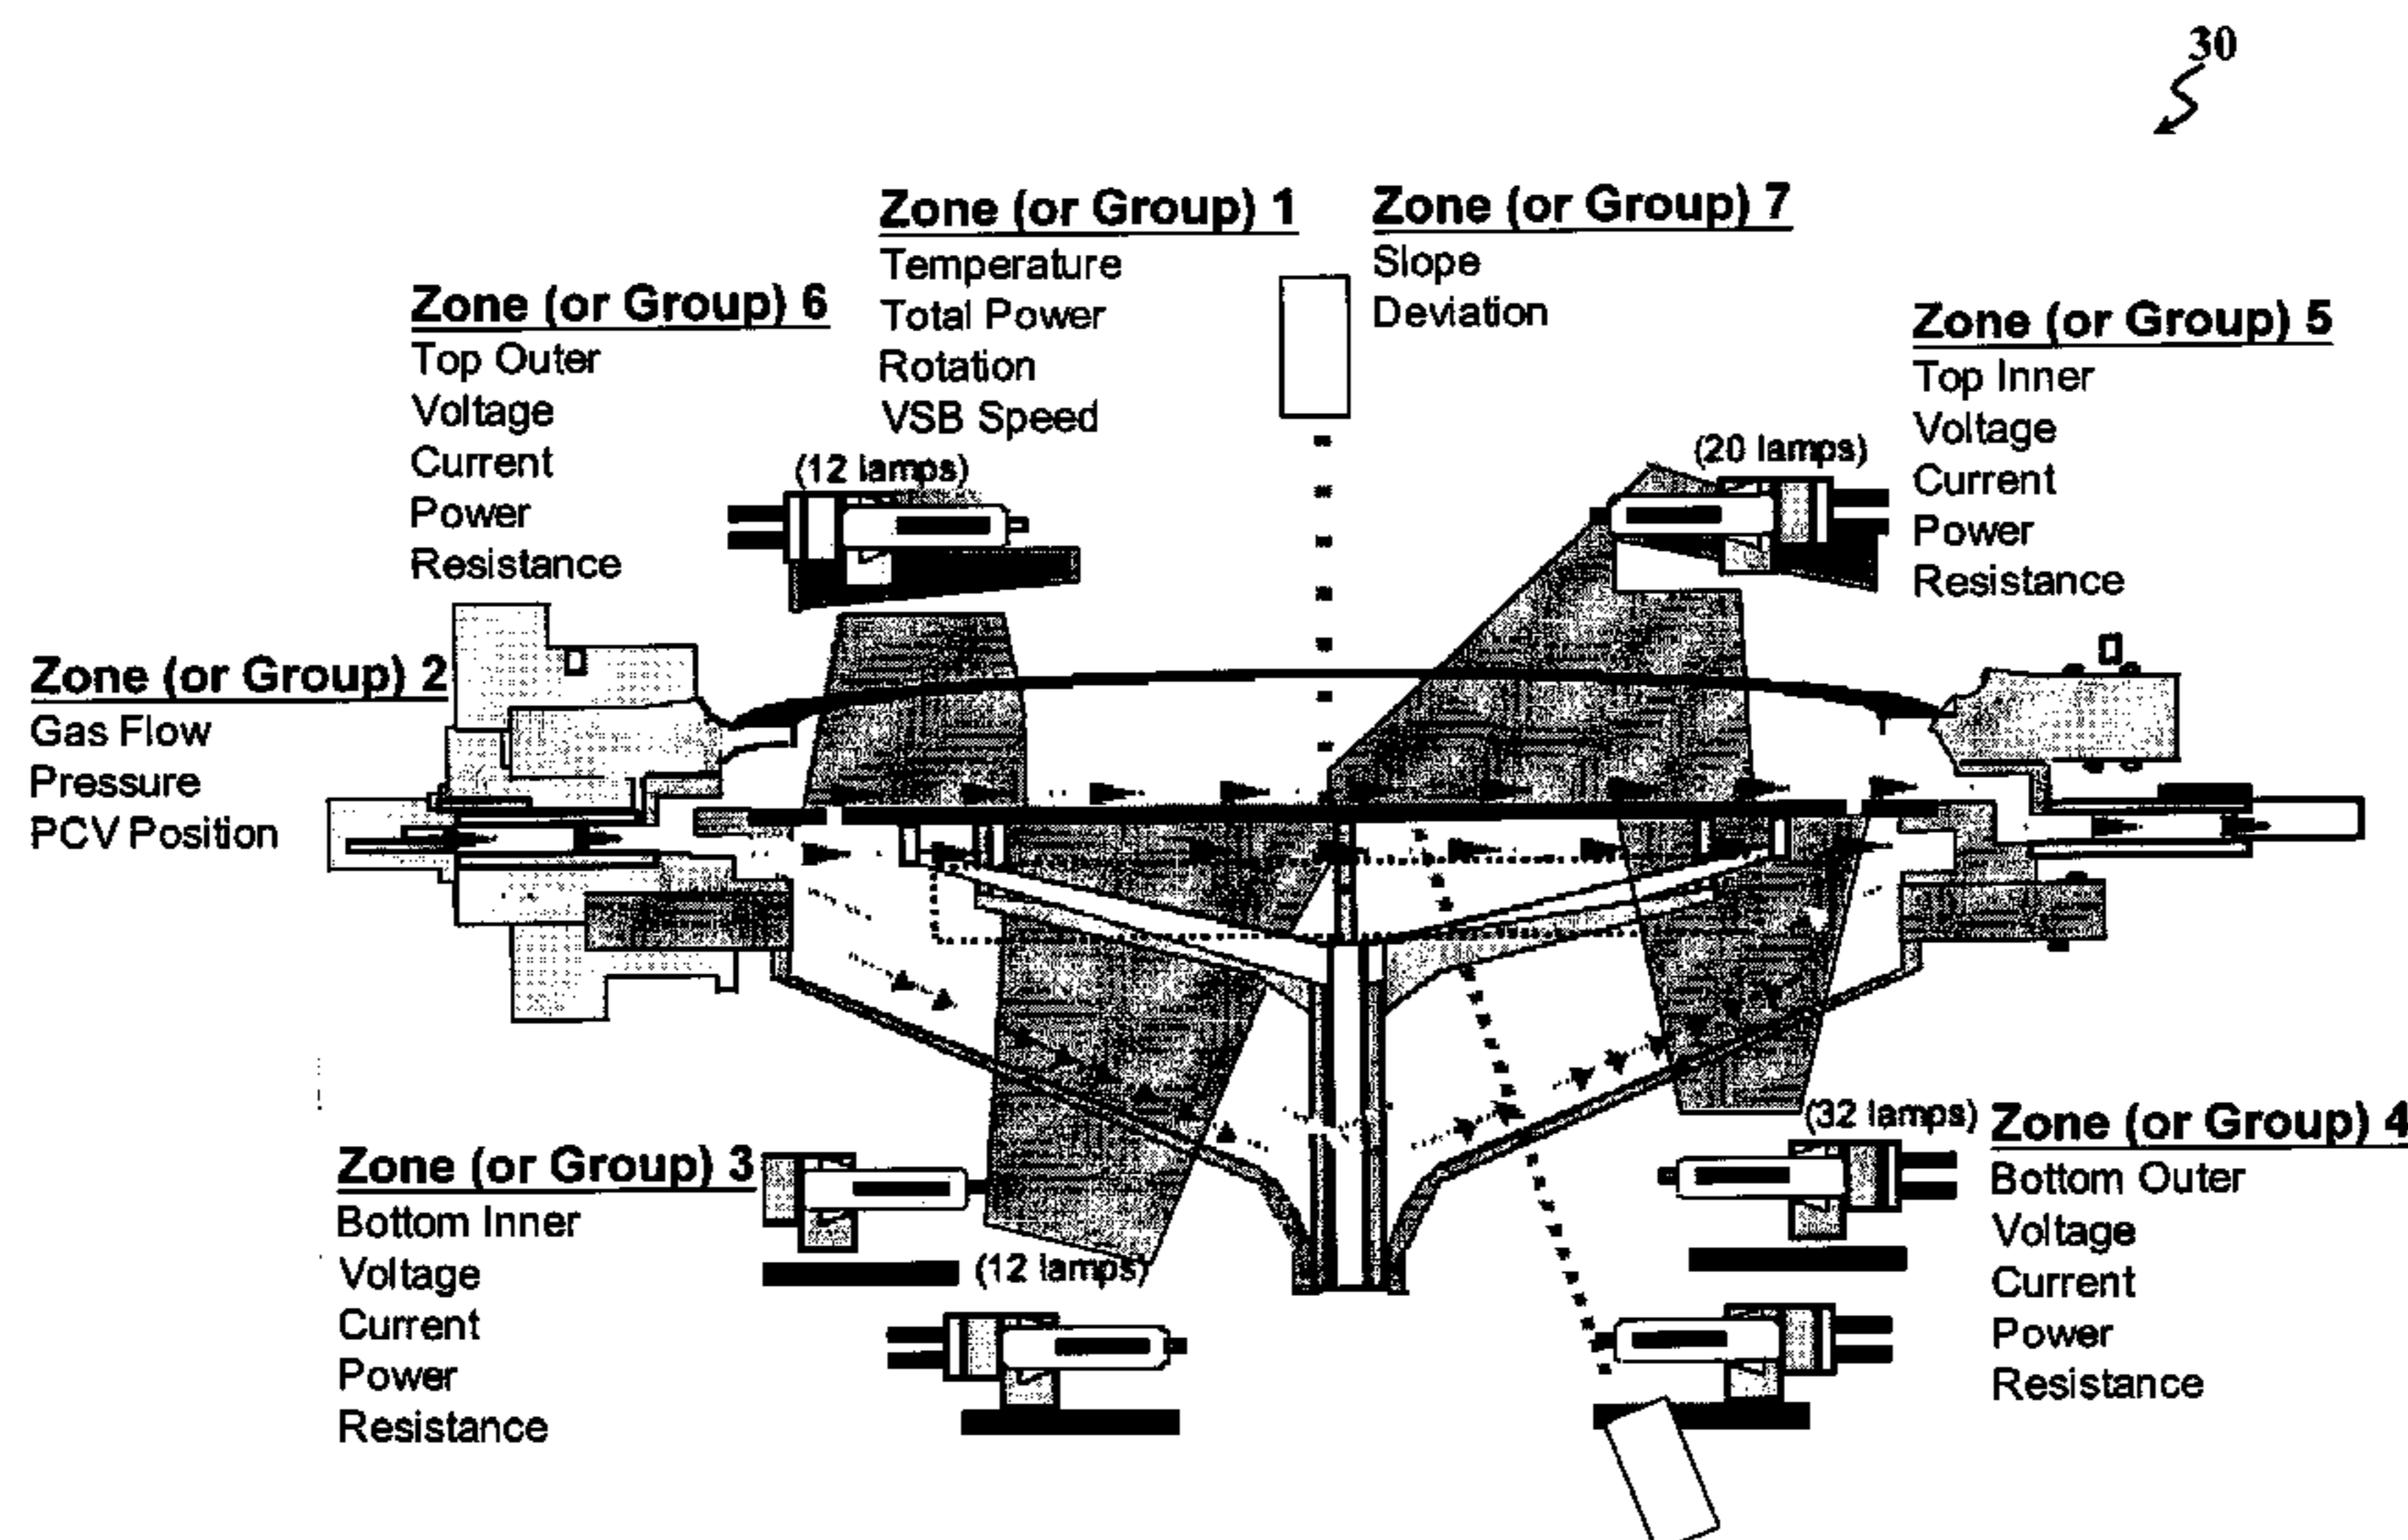 30
Zone (or Group) 1
Temperature
Total Power
Rotation
VSB Speed
Zone (or Group) 7
Slope
Deviation
Zone (or Group) 6
Top Outer
Voltage
Current
Power
Resistance
(12 lamps)
(20 lamps)
Zone (or Group) 5
Top Inner
Voltage
Current
Power
Resistance
Zone (or Group) 2
Gas Flow
Pressure
PCV Position
Zone (or Group) 3
Bottom Inner
Voltage
Current
Power
Resistance
(12 lamps)
(32 lamps)
Zone (or Group) 4
Bottom Outer
Voltage
Current
Power
Resistance